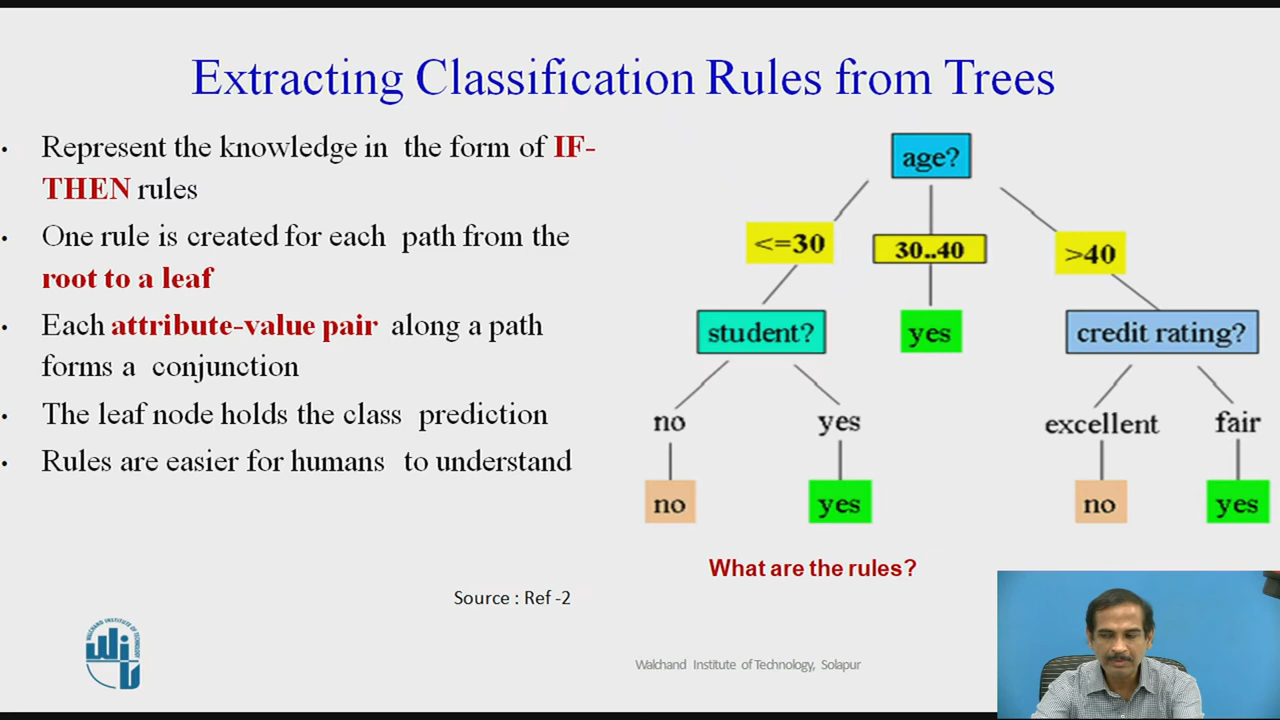 Extracting Classification Rules from Trees
• Represent the knowledge in the form of IF-
THEN rules
• One rule is created for each path from the
root to a leaf
• Each attribute-value pair along a path
forms a conjunction
• The leaf node holds the class prediction
• Rules are easier for humans to understand
age?
<=30
30..40
>40
student?
yes
credit rating?
no
yes
excellent
fair
no
yes
no
yes
What are the rules?
Source : Ref -2
WALCHAND INSTITUTE OF TECHNOLOGY
Walchand Institute of Technology, Solapur